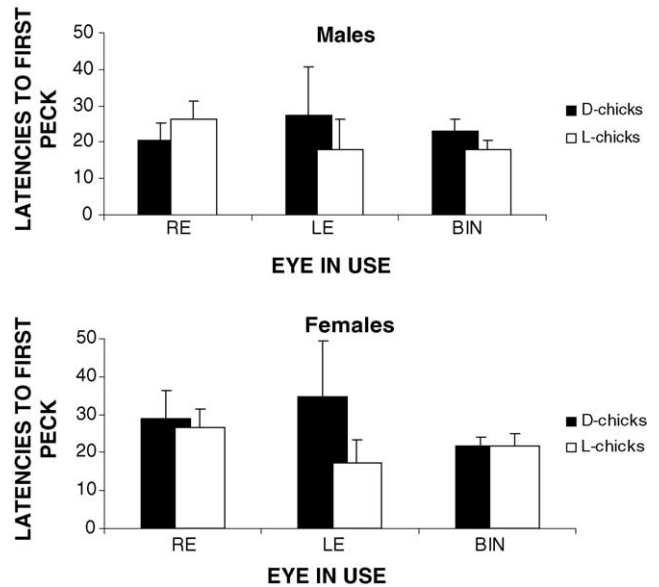 Males
LATENCIES TO FIRST
PECK
50
40
30
20
10
0
RE LE BIN
EYE IN USE
D-chicks
L-chicks
Females
LATENCIES TO FIRST
PECK
50
40
30
20
10
0
RE LE BIN
EYE IN USE
D-chicks
L-chicks